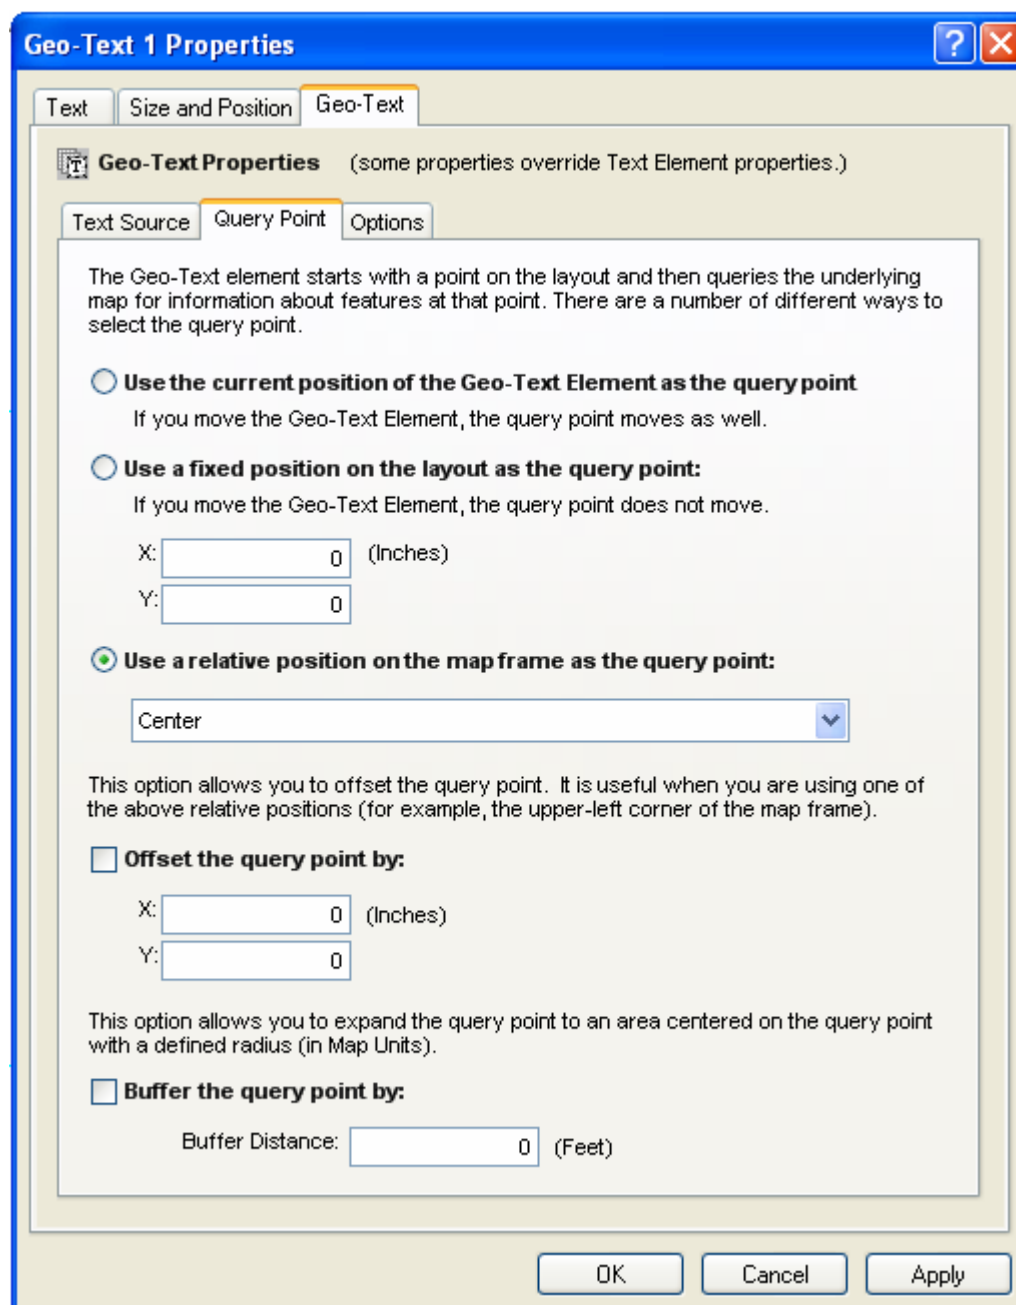 Geo-Text 1 Properties
Text Size and Position Geo-Text
Geo-Text Properties (some properties override Text Element properties.)
Text Source Query Point Options
The Geo-Text element starts with a point on the layout and then queries the underlying
map for information about features at that point. There are a number of different ways to
select the query point.
Use the current position of the Geo-Text Element as the query point
If you move the Geo-Text Element, the query point moves as well.
Use a fixed position on the layout as the query point:
If you move the Geo-Text Element, the query point does not move.
X: 0 (Inches)
Y: 0
Use a relative position on the map frame as the query point:
Center
This option allows you to offset the query point. It is useful when you are using one of
the above relative positions (for example, the upper-left corner of the map frame).
Offset the query point by:
X: 0 (Inches)
Y: 0
This option allows you to expand the query point to an area centered on the query point
with a defined radius (in Map Units).
Buffer the query point by:
Buffer Distance: 0 (Feet)
OK Cancel Apply